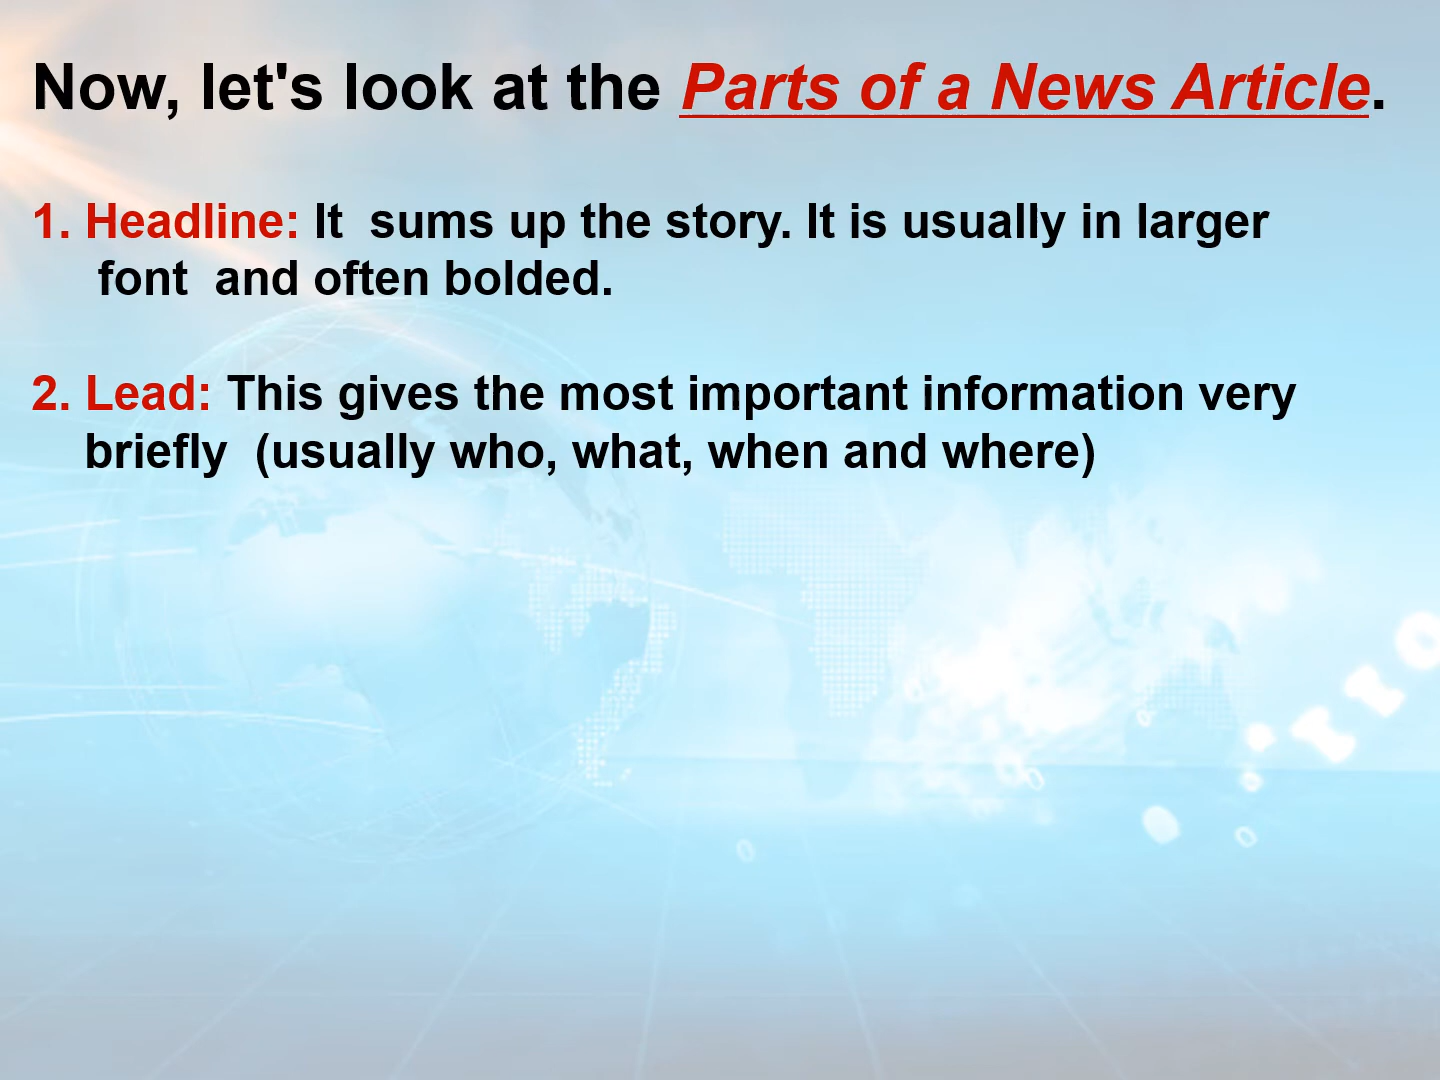 Now, let's look at the Parts of a News Article.
1. Headline: It  sums up the story. It is usually in larger
font  and often bolded.
2. Lead: This gives the most important information very
briefly  (usually who, what, when and where)